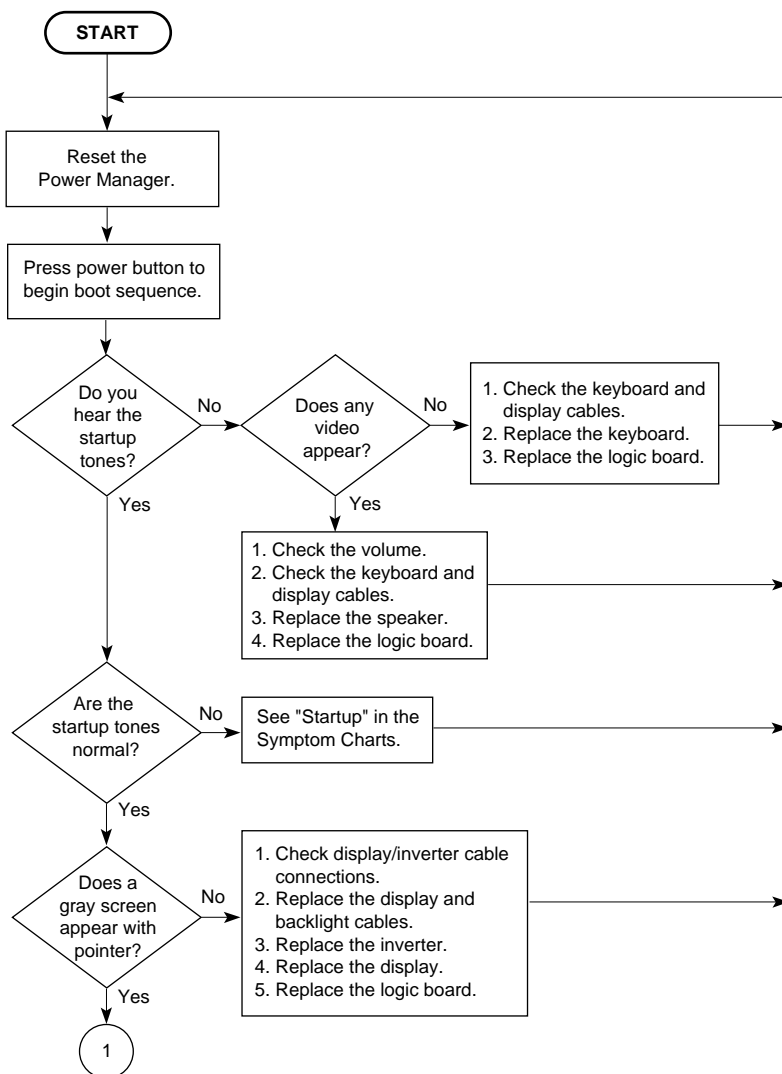 START
Reset the
Power Manager.
Press power button to
begin boot sequence.
Do you
hear the
startup
tones?
No
Does any
video
appear?
No
1. Check the keyboard and
display cables.
2. Replace the keyboard.
3. Replace the logic board.
Yes
Yes
1. Check the volume.
2. Check the keyboard and
display cables.
3. Replace the speaker.
4. Replace the logic board.
Are the
startup tones
normal?
No
See "Startup" in the
Symptom Charts.
Yes
Does a
gray screen
appear with
pointer?
No
1. Check display/inverter cable
connections.
2. Replace the display and
backlight cables.
3. Replace the inverter.
4. Replace the display.
5. Replace the logic board.
Yes
1